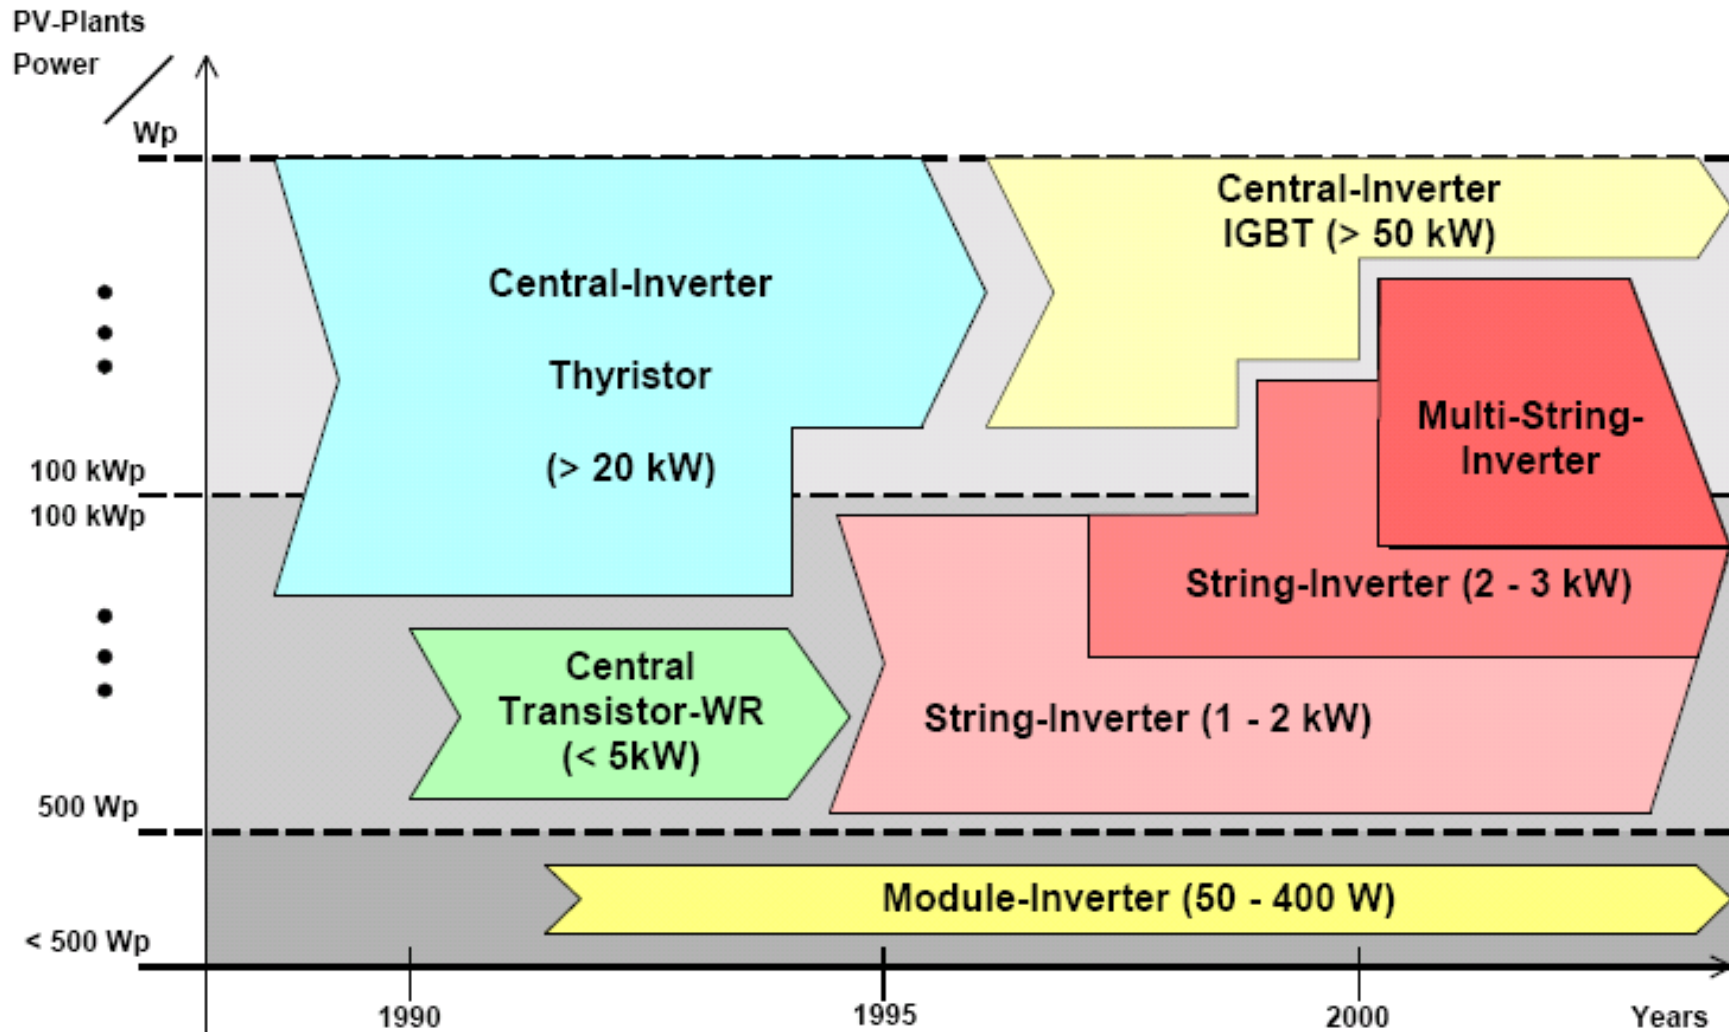 PV-Plants
Power
Wp
Central-Inverter
IGBT (> 50 kW)
Central-Inverter
Thyristor
(> 20 kW)
Multi-String-
Inverter
100 kWp
100 kWp
String-Inverter (2 - 3 kW)
Central
Transistor-WR
(< 5kW)
String-Inverter (1 - 2 kW)
500 Wp
Module-Inverter (50 - 400 W)
< 500 Wp
1990
1995
2000
Years